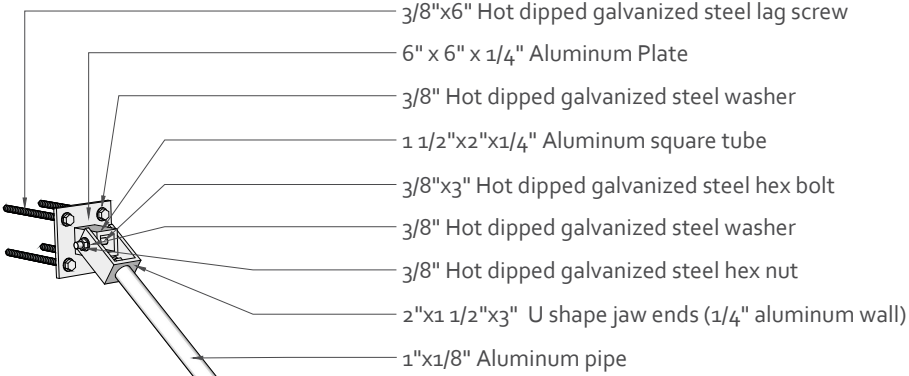 3/8"x6" Hot dipped galvanized steel lag screw
6" x 6" x 1/4" Aluminum Plate
3/8" Hot dipped galvanized steel washer
1 1/2"x2"x1/4" Aluminum square tube
3/8"x3" Hot dipped galvanized steel hex bolt
3/8" Hot dipped galvanized steel washer
3/8" Hot dipped galvanized steel hex nut
2"x1 1/2"x3" U shape jaw ends (1/4" aluminum wall)
1"x1/8" Aluminum pipe